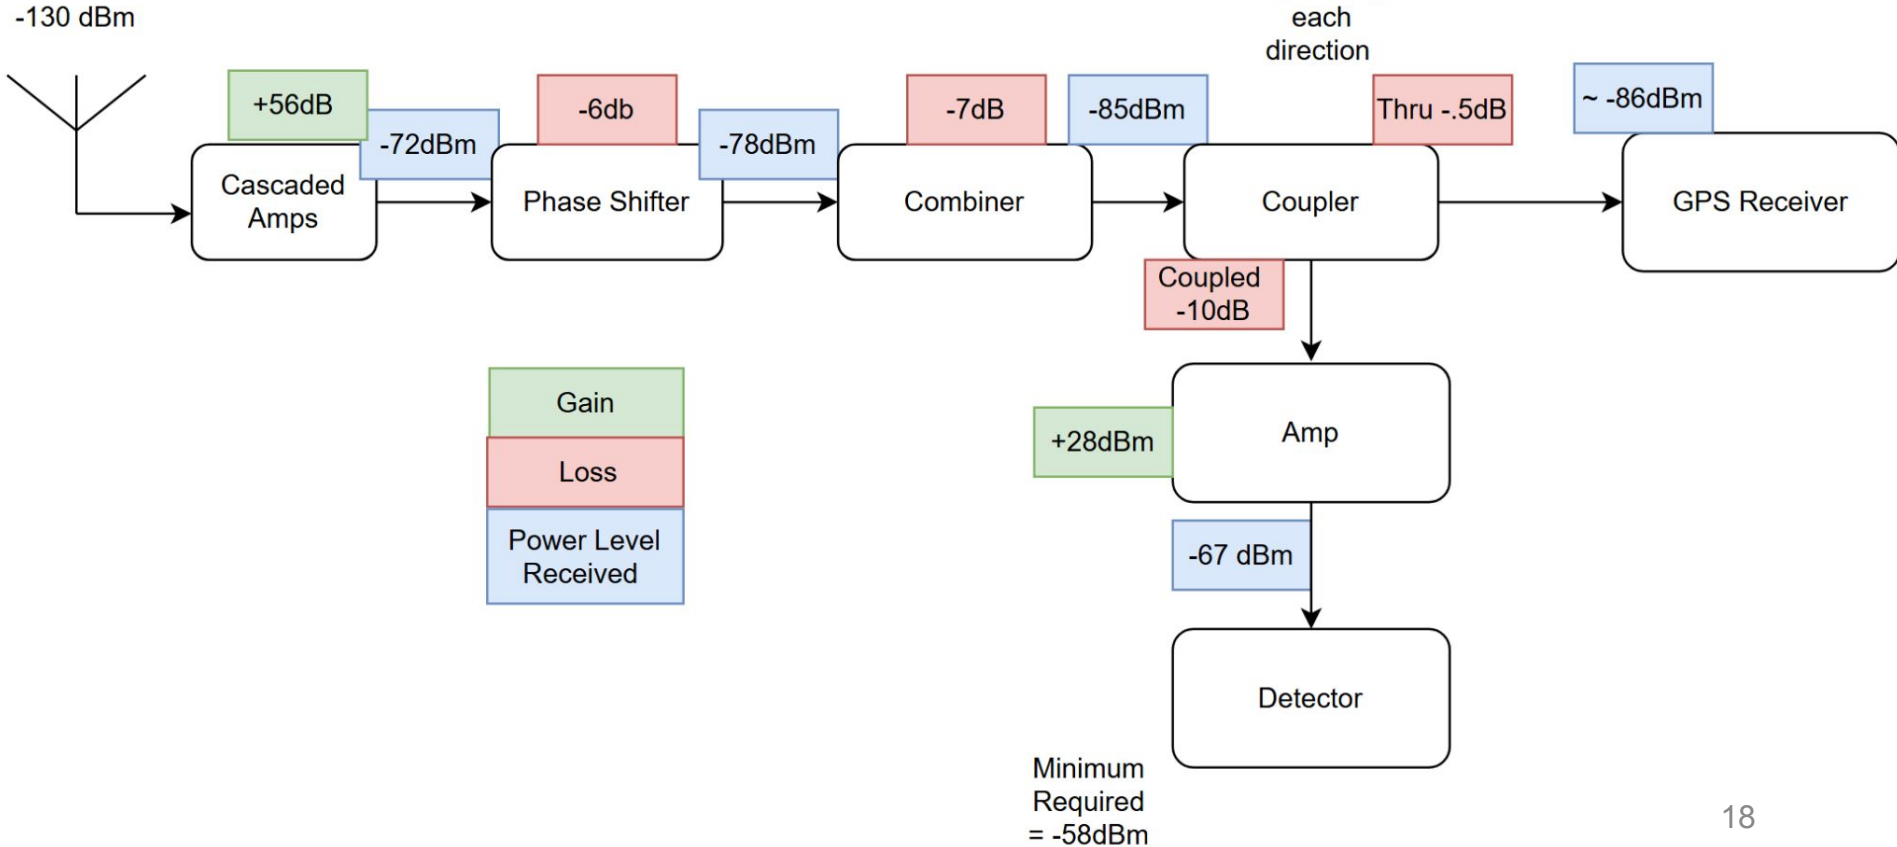 -130 dBm
each
direction
+56dB
-72dBm
-6db
-78dBm
-7dB
-85dBm
Thru -.5dB
~ -86dBm
Cascaded
Amps
Phase Shifter
Combiner
Coupler
GPS Receiver
Coupled
-10dB
Gain
Loss
Power Level
Received
+28dBm
Amp
-67 dBm
Detector
Minimum
Required
= -58dBm
18